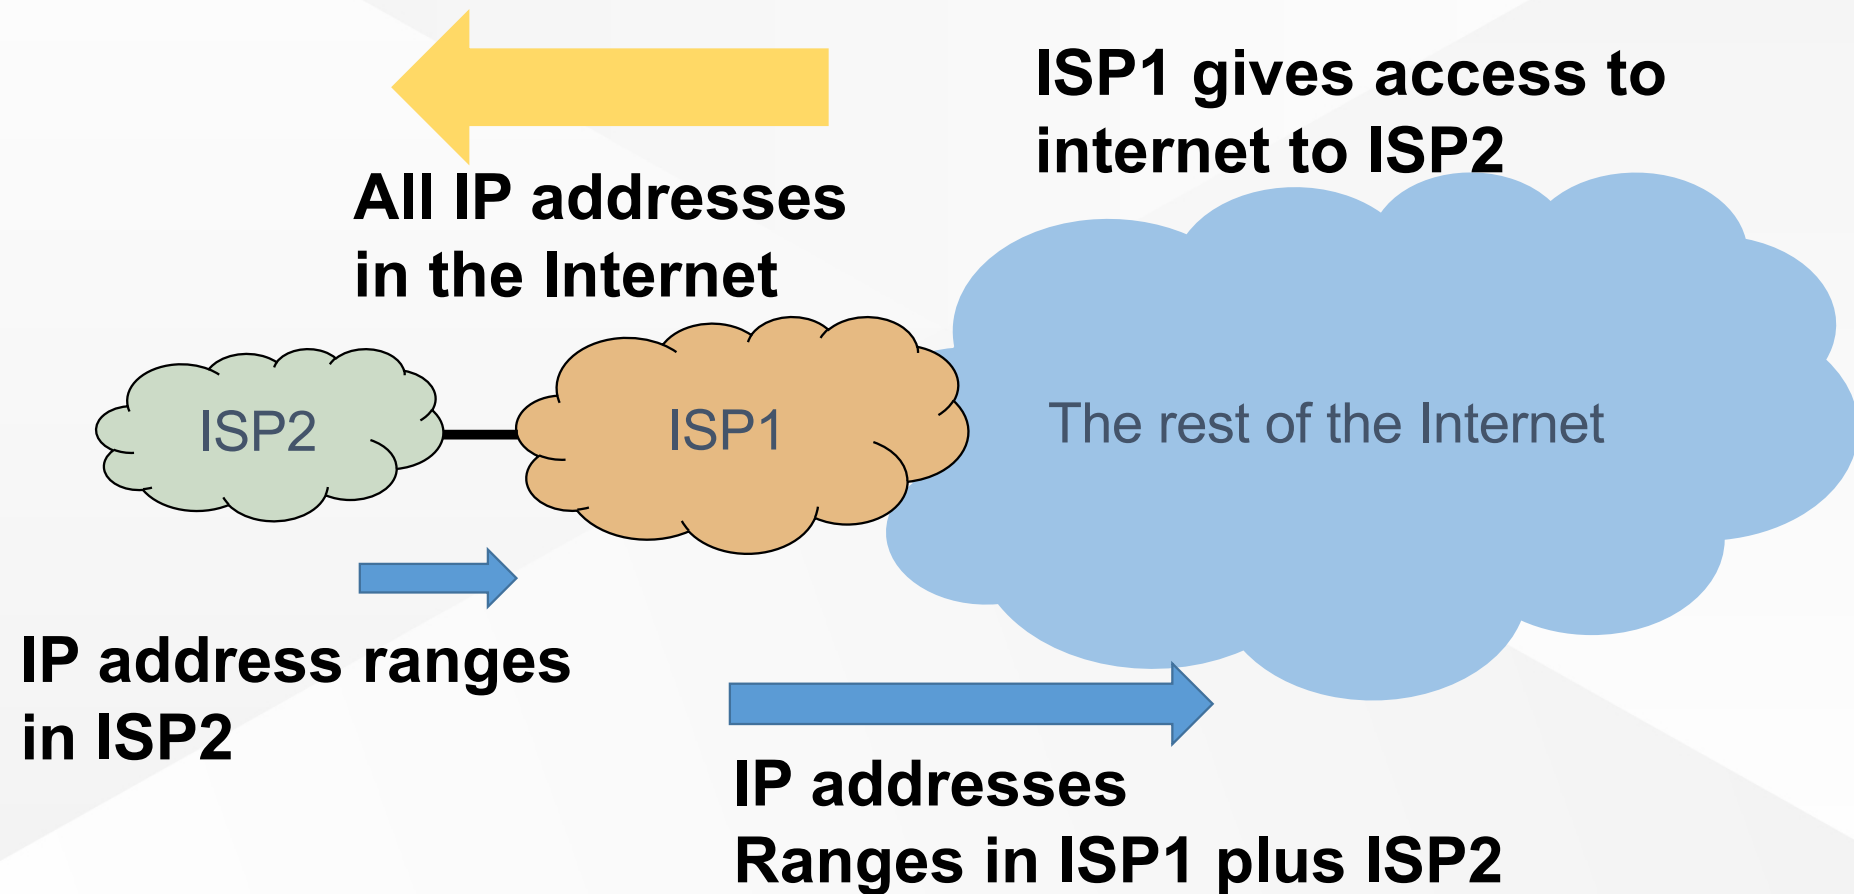 ISP1 gives access to
internet to ISP2
All IP addresses
in the Internet
ISP2
ISP1
The rest of the Internet
IP address ranges
in ISP2
IP addresses
Ranges in ISP1 plus ISP2